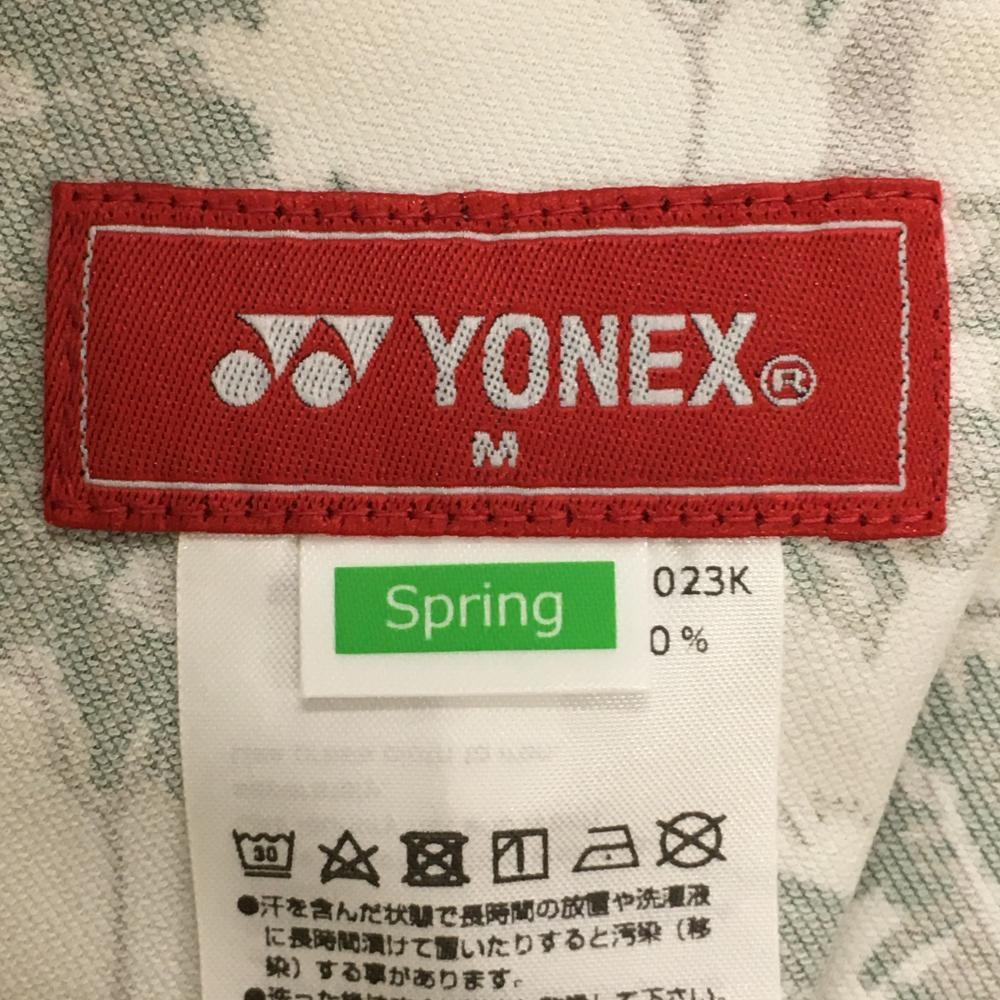 YONEX®
M
Spring
023K
0 %
30
●汗を含んだ状態で長時間の放置や洗濯液
に長時間漬けて置いたりすると汚染（移
染）する事があります。